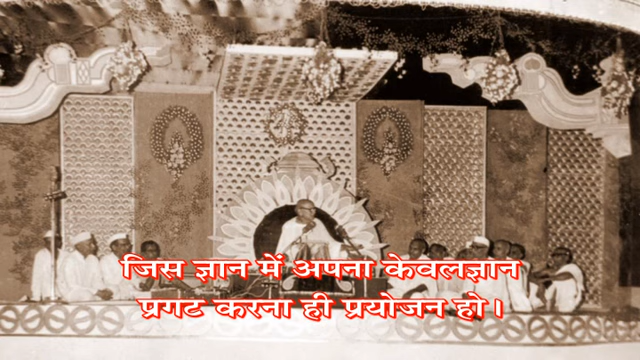 जिस ज्ञान में अपना केवलज्ञान
प्रगट करना ही प्रयोजन हो।